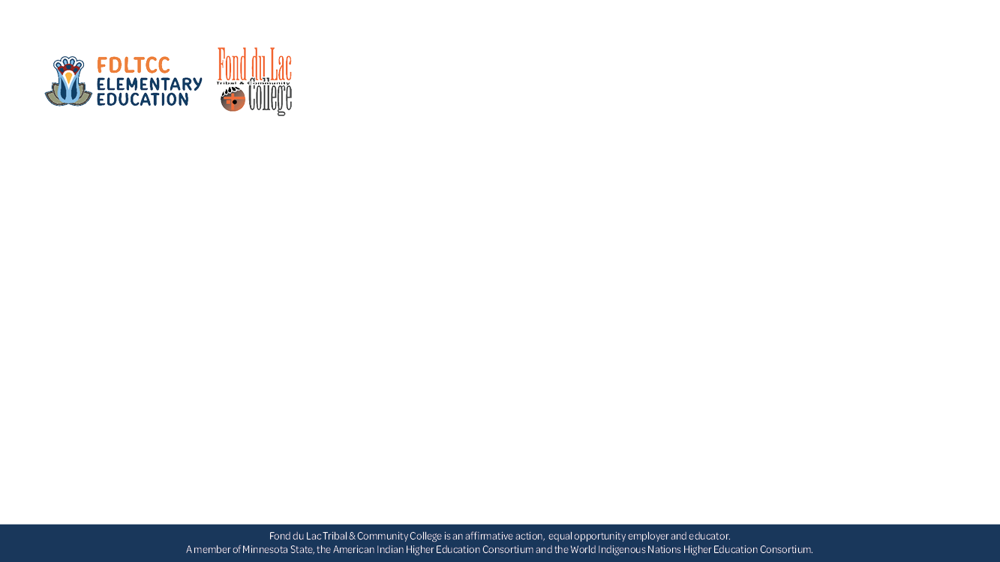 FDLTCC
ELEMENTARY
EDUCATION
Fond du Lac
Tribal & Community
College
Fond du Lac Tribal & Community College is an affirmative action, equal opportunity employer and educator.
A member of Minnesota State, the American Indian Higher Education Consortium and the World Indigenous Nations Higher Education Consortium.